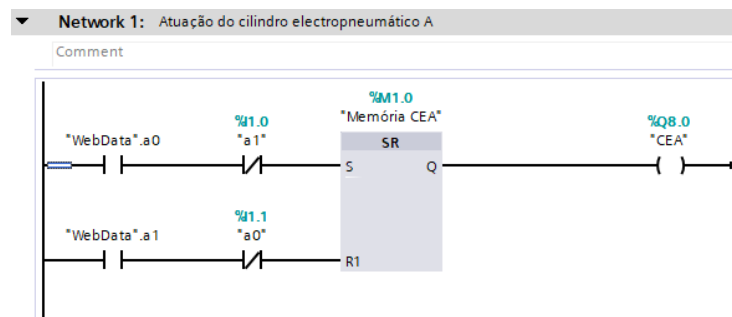 Network 1: Atuação do cilindro electropneumático A
Comment
%M1.0
"Memória CEA"
%I1.0
%Q8.0
"WebData".a0
"a1"
SR
"CEA"
S
Q
%I1.1
"WebData".a1
"a0"
R1